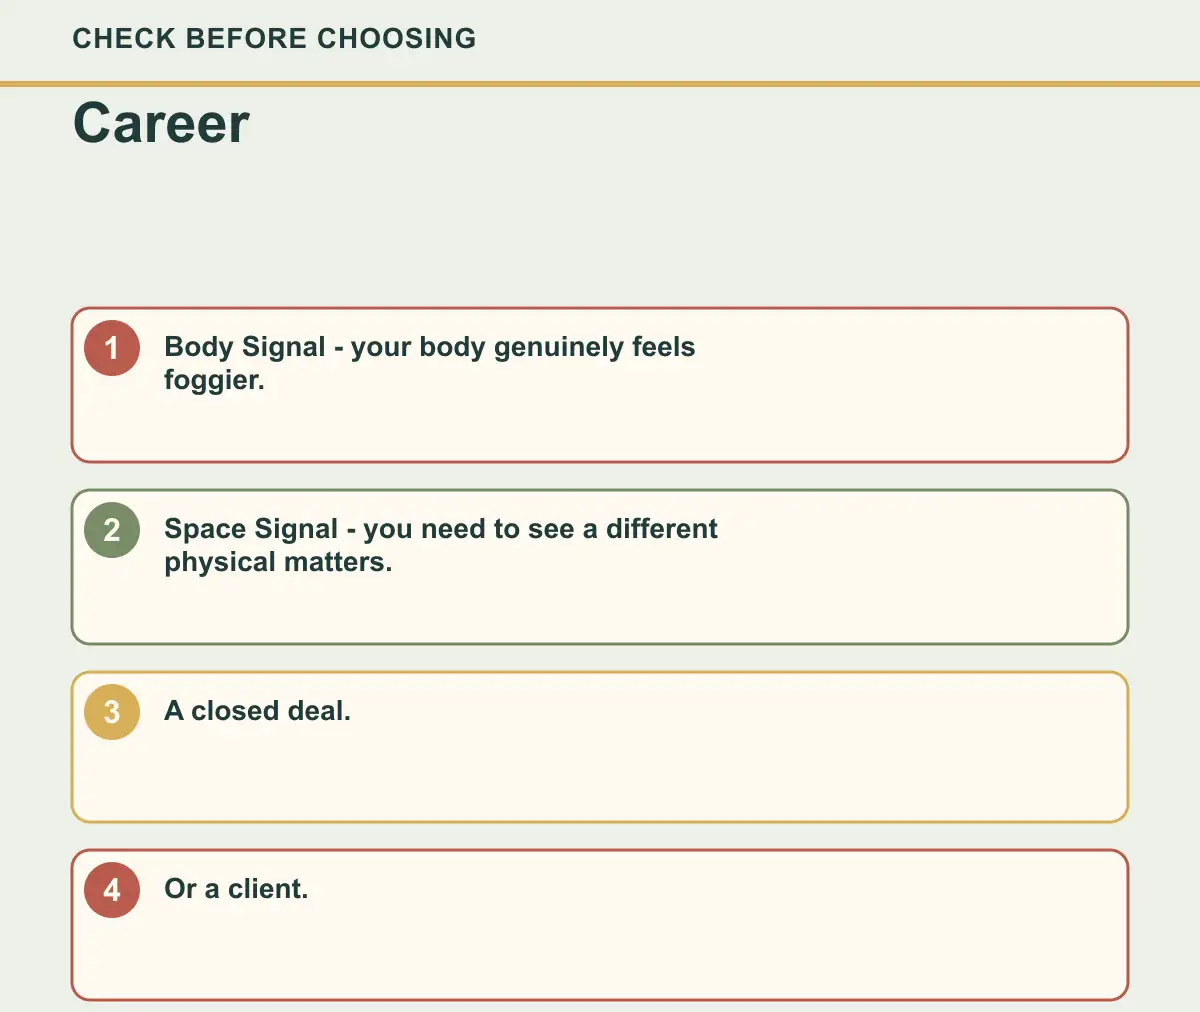 CHECK BEFORE CHOOSING
Career
1
Body Signal - your body genuinely feels
foggier.
2
Space Signal - you need to see a different
physical matters.
3
A closed deal.
4
Or a client.